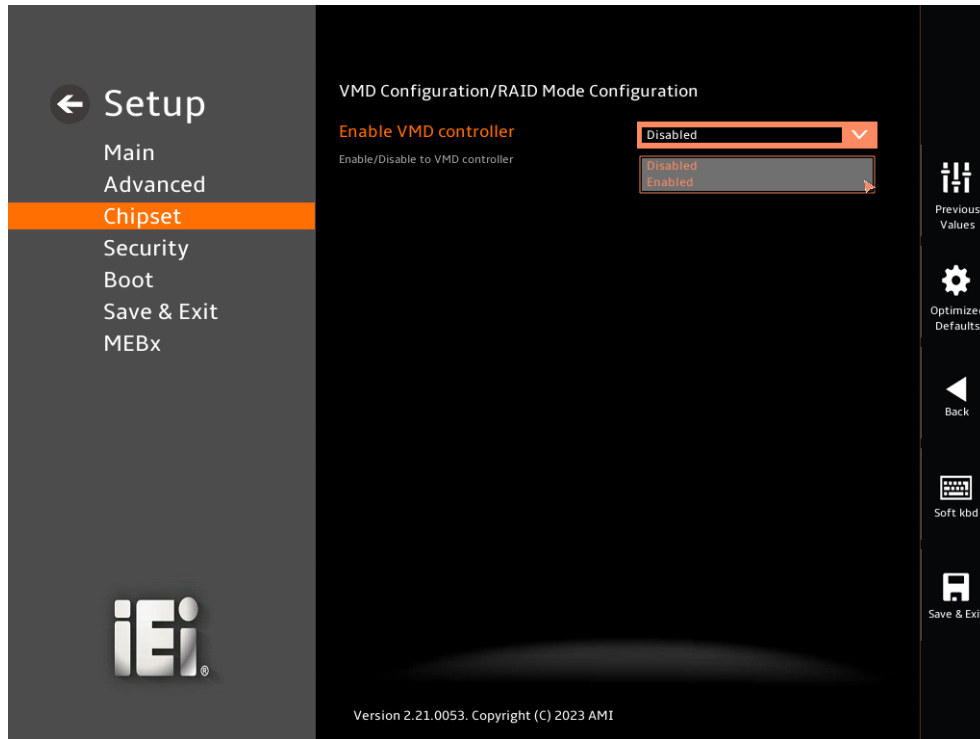 Setup
Main
Advanced
Chipset
Security
Boot
Save & Exit
MEBx
iEi®
VMD Configuration/RAID Mode Configuration
Enable VMD controller
Disabled
Enable/Disable to VMD controller
Disabled
Enabled
Previous
Values
Optimized
Defaults
Back
Soft kbd
Save & Exi
Version 2.21.0053. Copyright (C) 2023 AMI